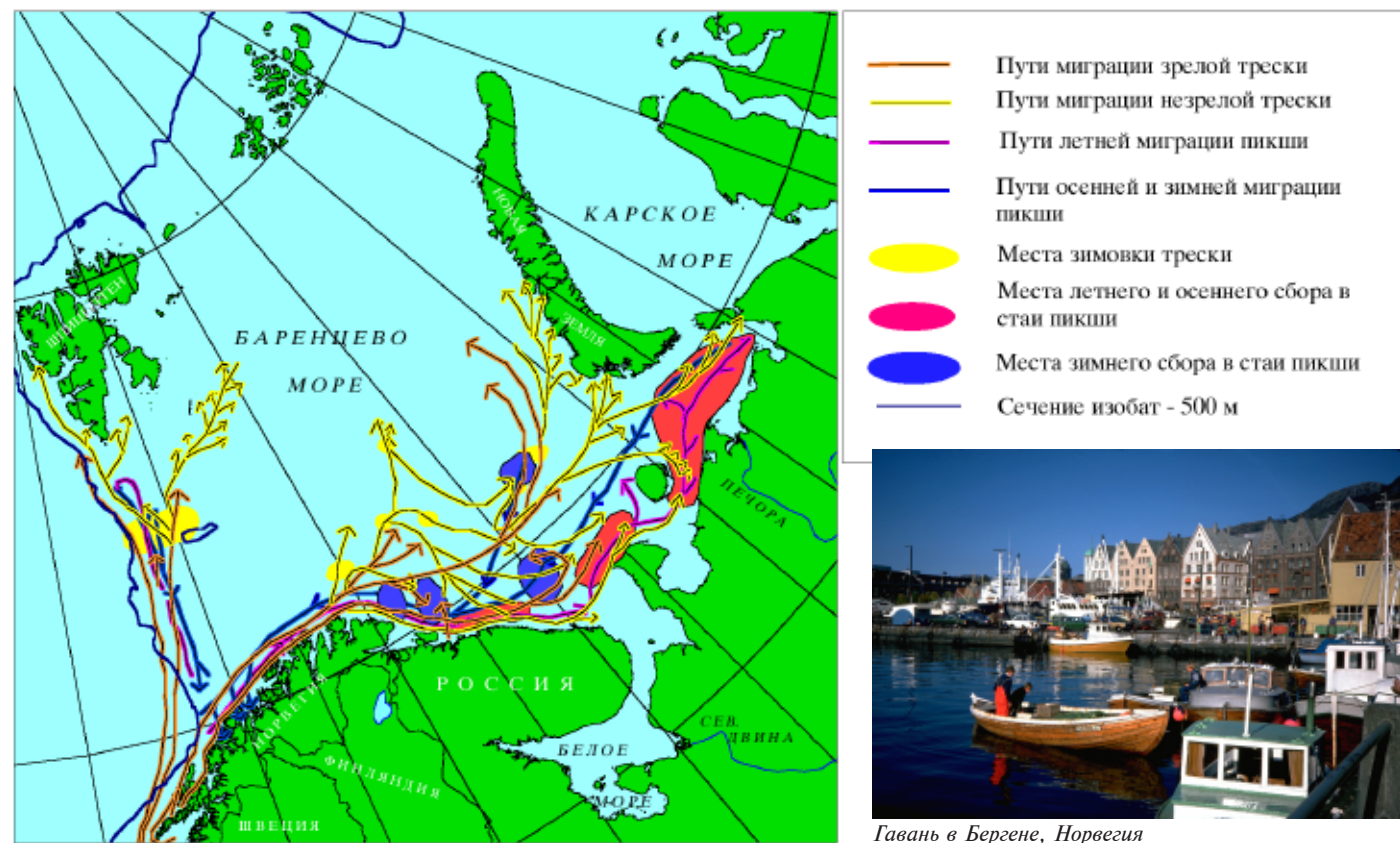 ШПИЦБЕРГЕН
БАРЕНЦЕВО
МОРЕ
НОВАЯ
ЗЕМЛЯ
КАРСКОЕ
МОРЕ
ПЕЧОРА
РОССИЯ
НОРВЕГИЯ
ФИНЛЯНДИЯ
ШВЕЦИЯ
БЕЛОЕ
МОРЕ
СЕВ.
ДВИНА
Пути миграции зрелой трески
Пути миграции незрелой трески
Пути летней миграции пикши
Пути осенней и зимней миграции
пикши
Места зимовки трески
Места летнего и осеннего сбора в
стаи пикши
Места зимнего сбора в стаи пикши
Сечение изобат - 500 м
Гавань в Бергене, Норвегия